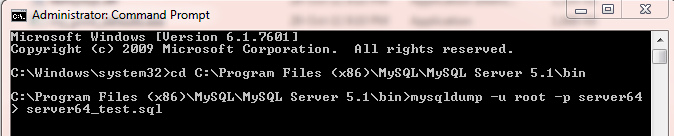 Administrator: Command Prompt
Microsoft Windows [Version 6.1.7601]
Copyright (c) 2009 Microsoft Corporation.  All rights reserved.
C:\Windows\system32>cd C:\Program Files (x86)\MySQL\MySQL Server 5.1\bin
C:\Program Files (x86)\MySQL\MySQL Server 5.1\bin>mysqldump -u root -p server64
> server64_test.sql